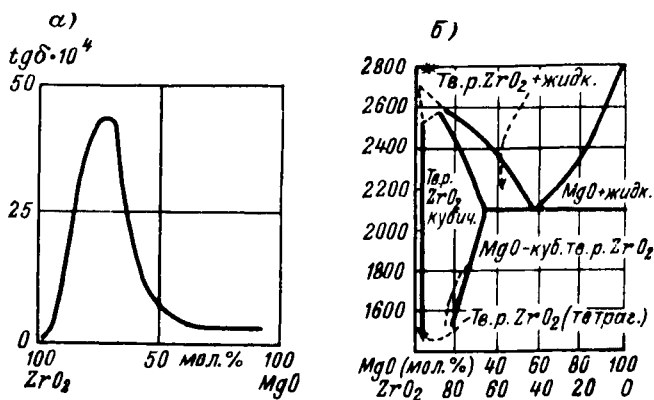 а)
tgδ·10⁴
50
25
0
100 50 мол.% 100
ZrO₂ MgO
б)
2800
2600
2400
2200
2000
1800
1600
Тв.р.ZrO₂+жидк.
Тв.р.
ZrO₂
кубич.
MgO+жидк.
MgO-куб.тв.р.ZrO₂
Тв.р.ZrO₂(тетраг.)
MgO(мол.%) 40 60 80 100
ZrO₂ 80 60 40 20 0